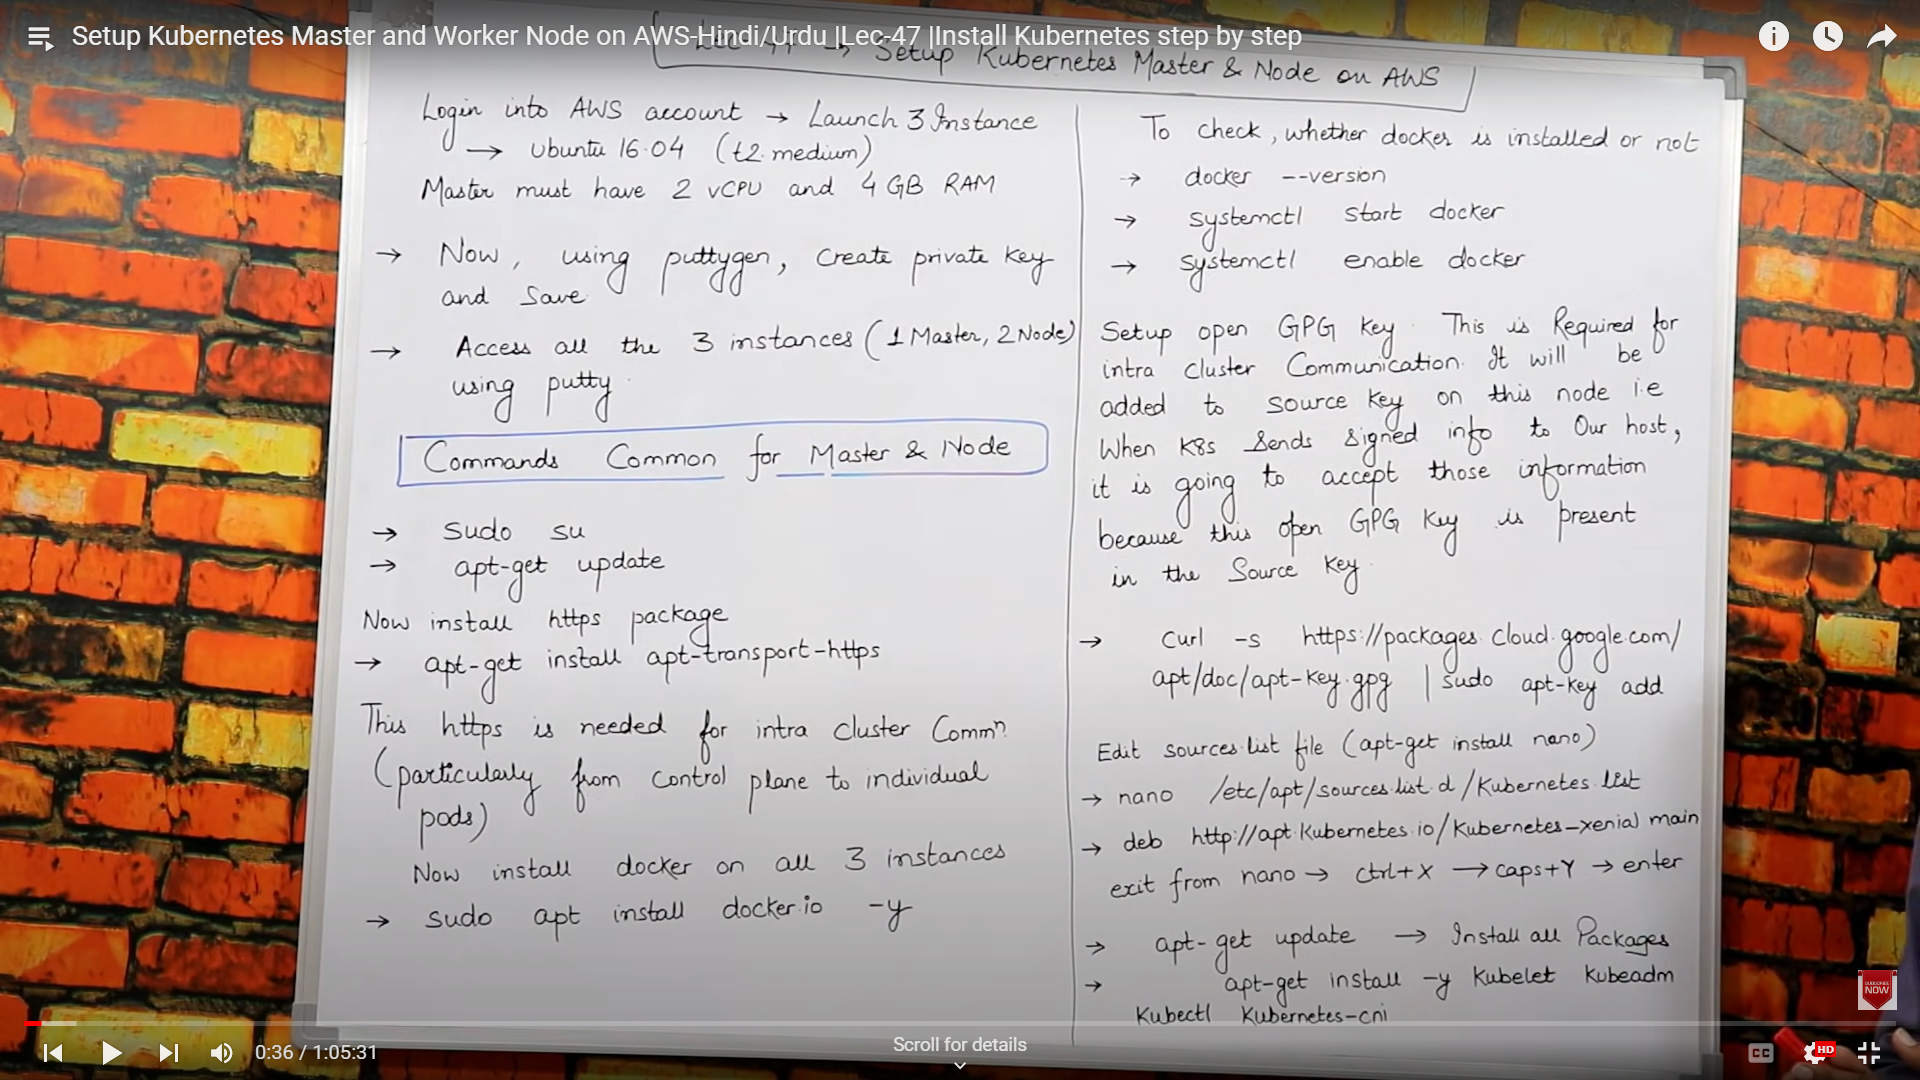 Setup Kubernetes Master and Worker Node on AWS-Hindi/Urdu |Lec-47 |Install Kubernetes step by step
Lec-47 → Setup Kubernetes Master & Node on AWS
Login into AWS account → Launch 3 Instance
→ Ubuntu 16.04 (t2.medium)
Master must have 2 vCPU and 4 GB RAM
→ Now, using puttygen, Create private key
and Save
→ Access all the 3 instances (1 Master, 2 Node)
using putty.
Commands Common for Master & Node
→ sudo su
→ apt-get update
Now install https package
→ apt-get install apt-transport-https
This https is needed for intra cluster Commⁿ.
(particularly from control plane to individual
pods)
Now install docker on all 3 instances
→ sudo apt install docker.io -y
To check, whether docker is installed or not
→ docker --version
→ systemctl start docker
→ systemctl enable docker
Setup open GPG Key. This is Required for
intra cluster Communication. It will be
added to source key on this node i.e
When K8s Sends signed info to Our host,
it is going to accept those information
because this open GPG Key is present
in the Source Key.
→ Curl -s https://packages.cloud.google.com/
apt/doc/apt-key.gpg | sudo apt-key add
Edit sources.list file (apt-get install nano)
→ nano /etc/apt/sources.list.d/Kubernetes.list
→ deb http://apt.kubernetes.io/kubernetes-xenial main
exit from nano → ctrl+X → caps+Y → enter
→ apt-get update → Install all Packages
→ apt-get install -y Kubelet Kubeadm
Kubectl Kubernetes-cni
SUBSCRIBE
NOW
0:36 / 1:05:31
Scroll for details
CC
HD